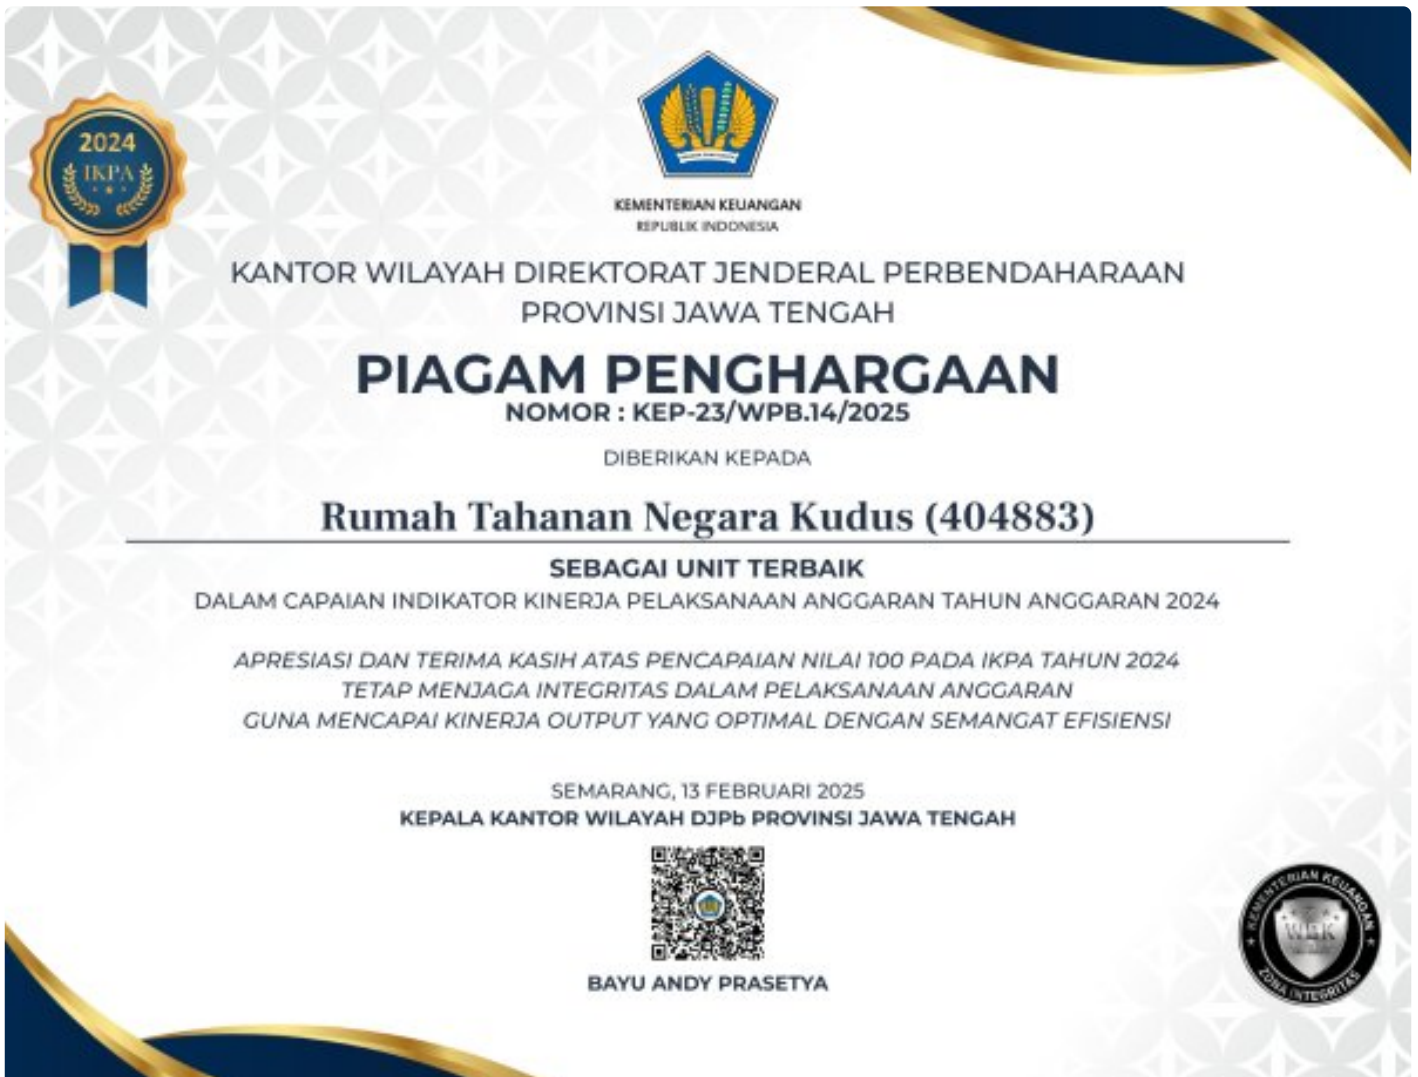 2024
IKPA
KEMENTERIAN KEUANGAN
REPUBLIK INDONESIA
KANTOR WILAYAH DIREKTORAT JENDERAL PERBENDAHARAAN
PROVINSI JAWA TENGAH
PIAGAM PENGHARGAAN
NOMOR : KEP-23/WPB.14/2025
DIBERIKAN KEPADA
Rumah Tahanan Negara Kudus (404883)
SEBAGAI UNIT TERBAIK
DALAM CAPAIAN INDIKATOR KINERJA PELAKSANAAN ANGGARAN TAHUN ANGGARAN 2024
APRESIASI DAN TERIMA KASIH ATAS PENCAPAIAN NILAI 100 PADA IKPA TAHUN 2024
TETAP MENJAGA INTEGRITAS DALAM PELAKSANAAN ANGGARAN
GUNA MENCAPAI KINERJA OUTPUT YANG OPTIMAL DENGAN SEMANGAT EFISIENSI
SEMARANG, 13 FEBRUARI 2025
KEPALA KANTOR WILAYAH DJPb PROVINSI JAWA TENGAH
BAYU ANDY PRASETYA
KEMENTERIAN KEUANGAN
WBK
ZONA INTEGRITAS